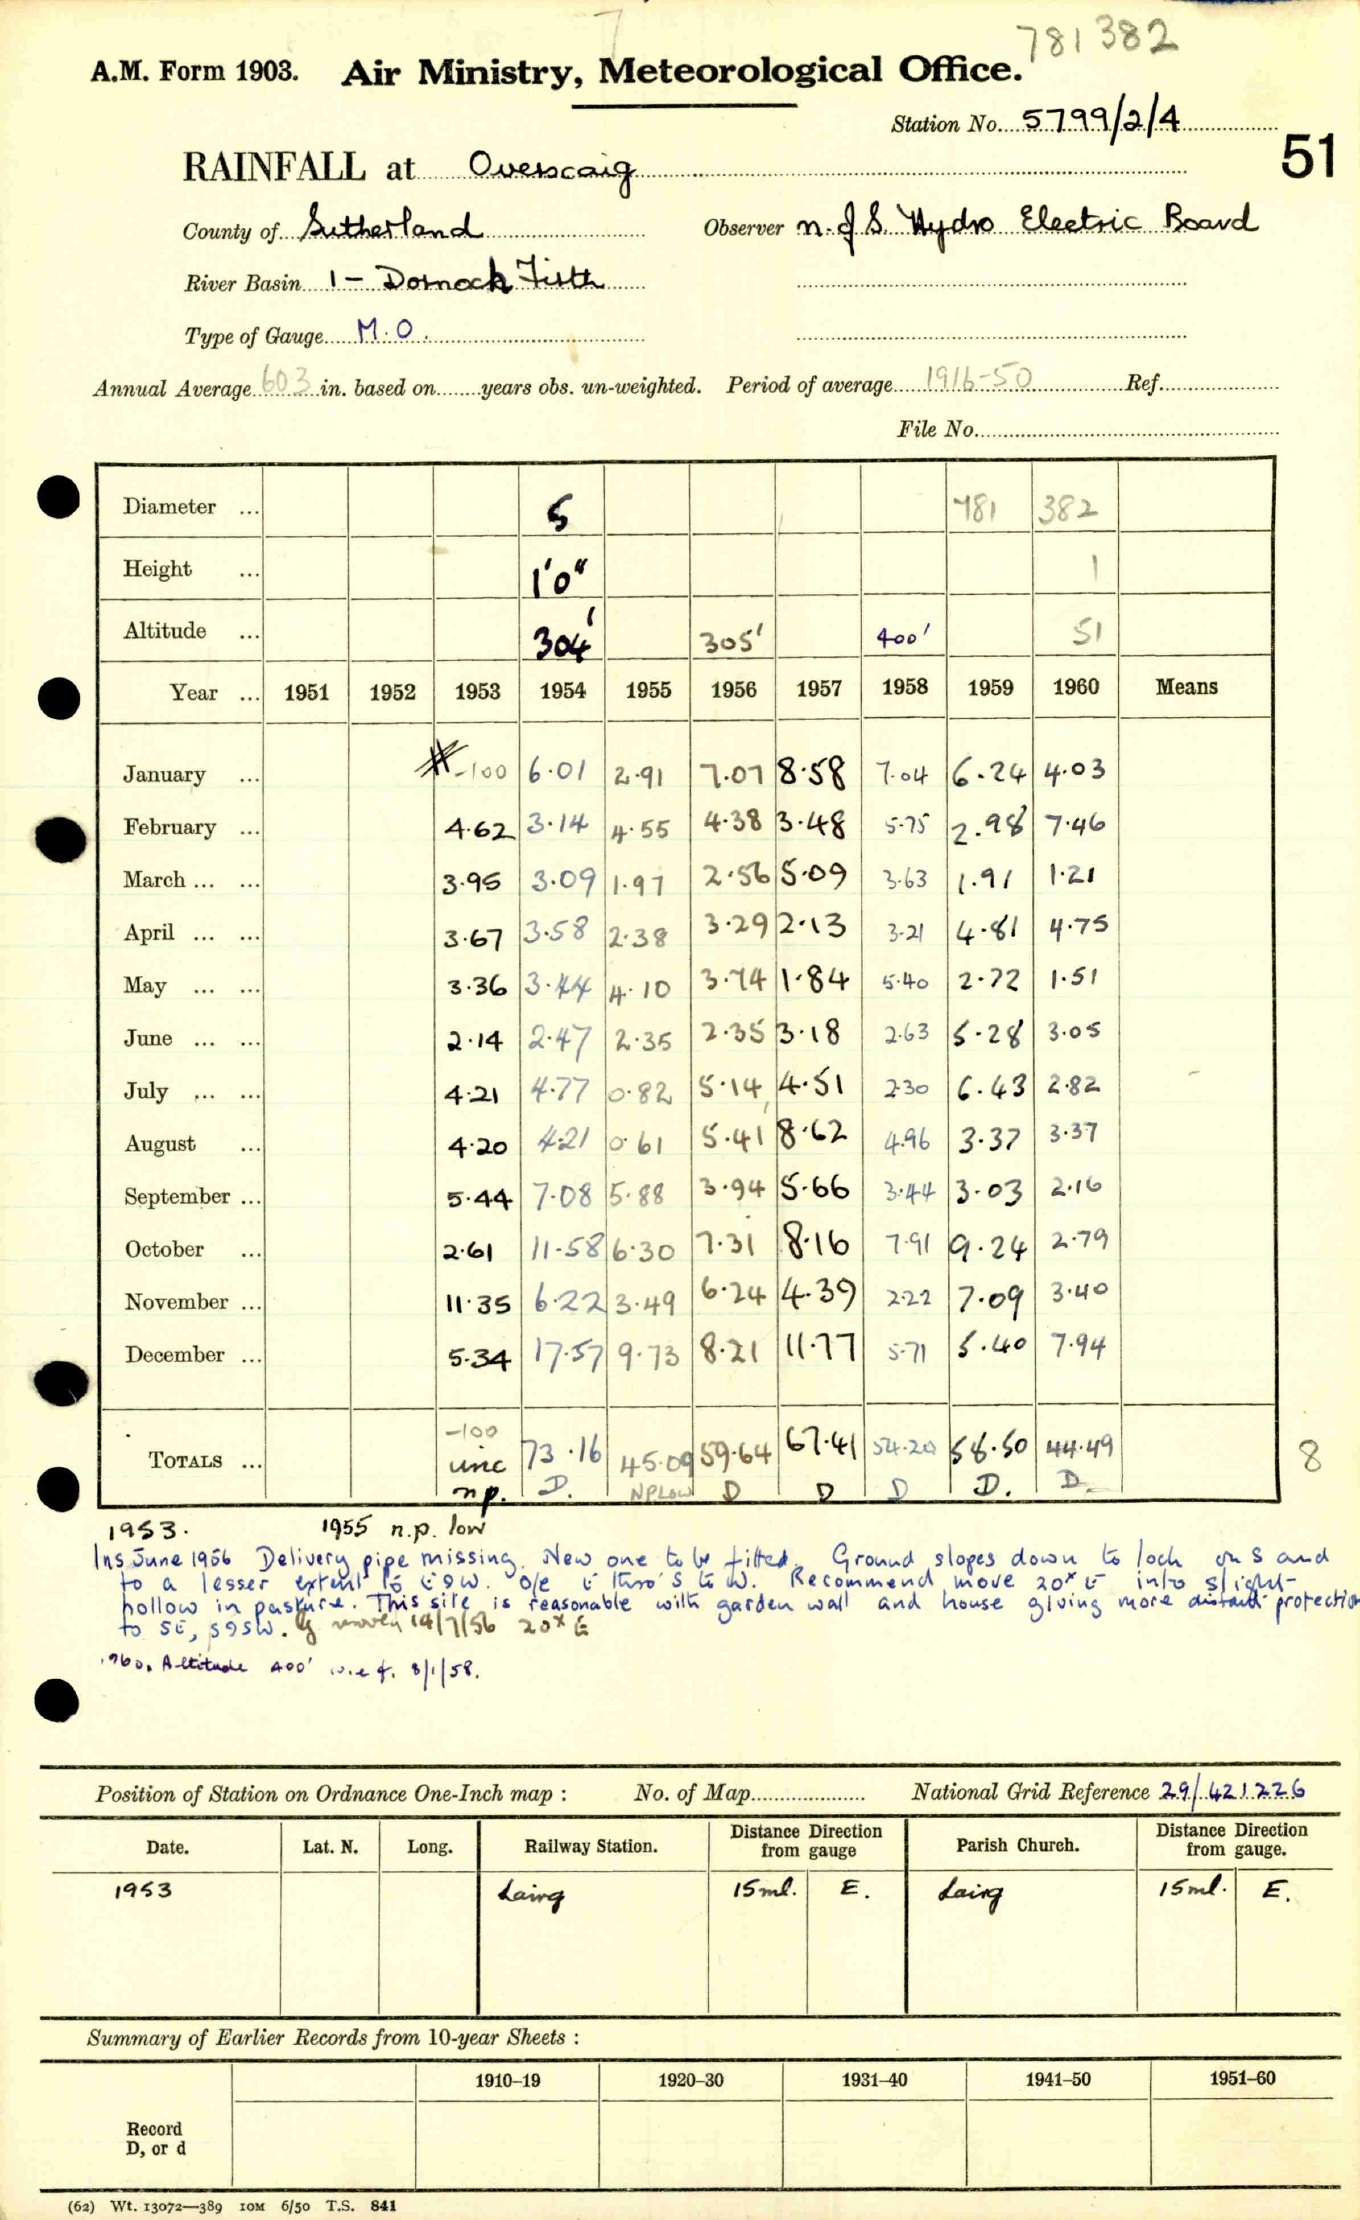 7
781382
A.M. Form 1903. Air Ministry, Meteorological Office.
Station No. 5799/2/4
51
RAINFALL at Overscaig
County of Sutherland Observer N. of S. Hydro Electric Board
River Basin 1 - Dornoch Firth
Type of Gauge M.O.
Annual Average 603 in. based on years obs. un-weighted. Period of average 1916-50 Ref.
File No.
Diameter ... 5 781 382
Height ... 1'0" 1
Altitude ... 304' 305' 400' 51
Year ... 1951 1952 1953 1954 1955 1956 1957 1958 1959 1960 Means
January ... -100 6.01 2.91 7.07 8.58 7.04 6.24 4.03
February ... 4.62 3.14 4.55 4.38 3.48 5.75 2.98 7.46
March ... ... 3.95 3.09 1.97 2.56 5.09 3.63 1.91 1.21
April ... ... 3.67 3.58 2.38 3.29 2.13 3.21 4.81 4.75
May ... ... 3.36 3.44 4.10 3.74 1.84 5.40 2.72 1.51
June ... ... 2.14 2.47 2.35 2.35 3.18 2.63 5.28 3.05
July ... ... 4.21 4.77 0.82 5.14 4.51 2.30 6.43 2.82
August ... 4.20 4.21 0.61 5.41 8.62 4.96 3.37 3.37
September ... 5.44 7.08 5.88 3.94 5.66 3.44 3.03 2.16
October ... 2.61 11.58 6.30 7.31 8.16 7.91 9.24 2.79
November ... 11.35 6.22 3.49 6.24 4.39 2.22 7.09 3.40
December ... 5.34 17.57 9.73 8.21 11.77 5.71 5.40 7.94
-100
TOTALS ... unc 73.16 45.09 59.64 67.41 54.20 58.50 44.49
np. D. NP LOW D D D D. D.
8
1953. 1955 n.p. low
Ins June 1956 Delivery pipe missing. New one to be fitted. Ground slopes down to loch on S and
to a lesser extent to E & W. O/e E thro' S to W. Recommend move 20x E into slight
hollow in pasture. This site is reasonable with garden wall and house giving more distant protection
to SE, S & SW. G moved 14/7/56 20x E
1960. Altitude 400' w.e.f. 8/1/58.
Position of Station on Ordnance One-Inch map : No. of Map National Grid Reference 29/421226
Date. Lat. N. Long. Railway Station. Distance from Direction gauge Parish Church. Distance from Direction gauge.
1953 Lairg 15ml. E. Lairg 15ml. E.
Summary of Earlier Records from 10-year Sheets :
1910–19 1920–30 1931–40 1941–50 1951–60
Record
D, or d
(62) Wt. 13072—389 10M 6/50 T.S. 841